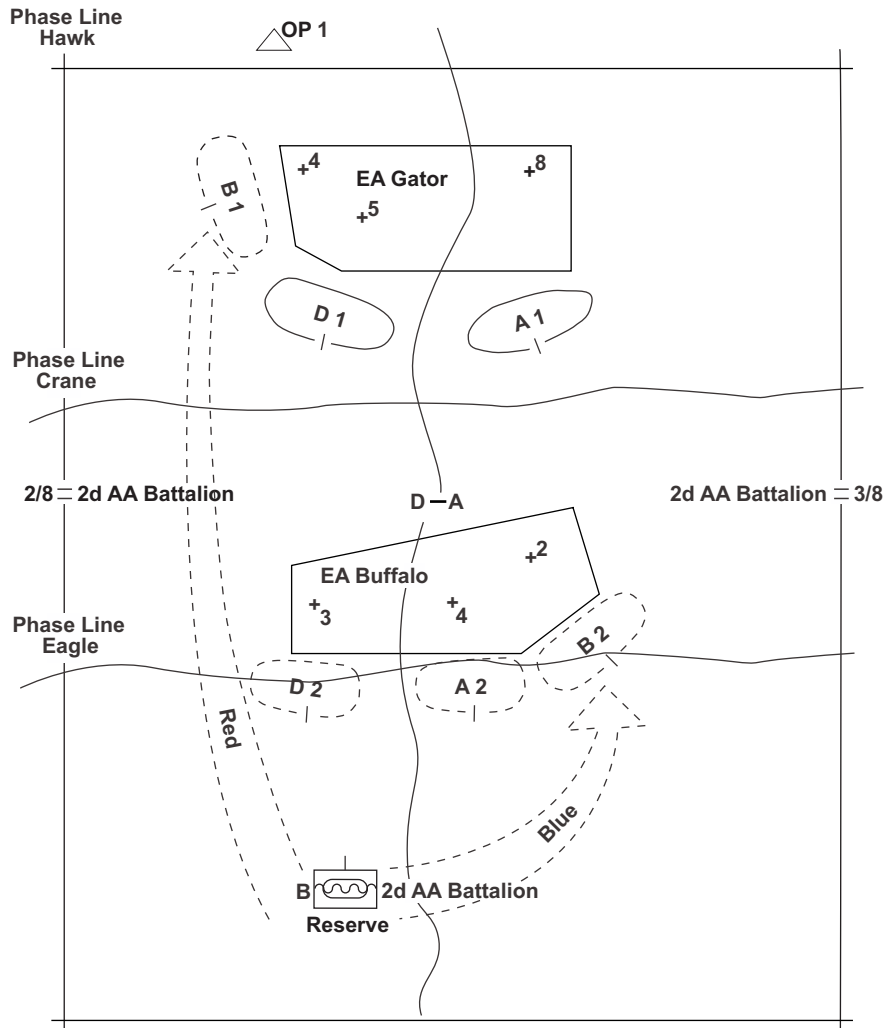 Phase Line
Hawk
OP 1
4
8
EA Gator
5
B 1
D 1
A 1
Phase Line
Crane
2/8 2d AA Battalion
2d AA Battalion 3/8
D A
2
EA Buffalo
3
4
Phase Line
Eagle
B 2
D 2
A 2
Red
Blue
B 2d AA Battalion
Reserve